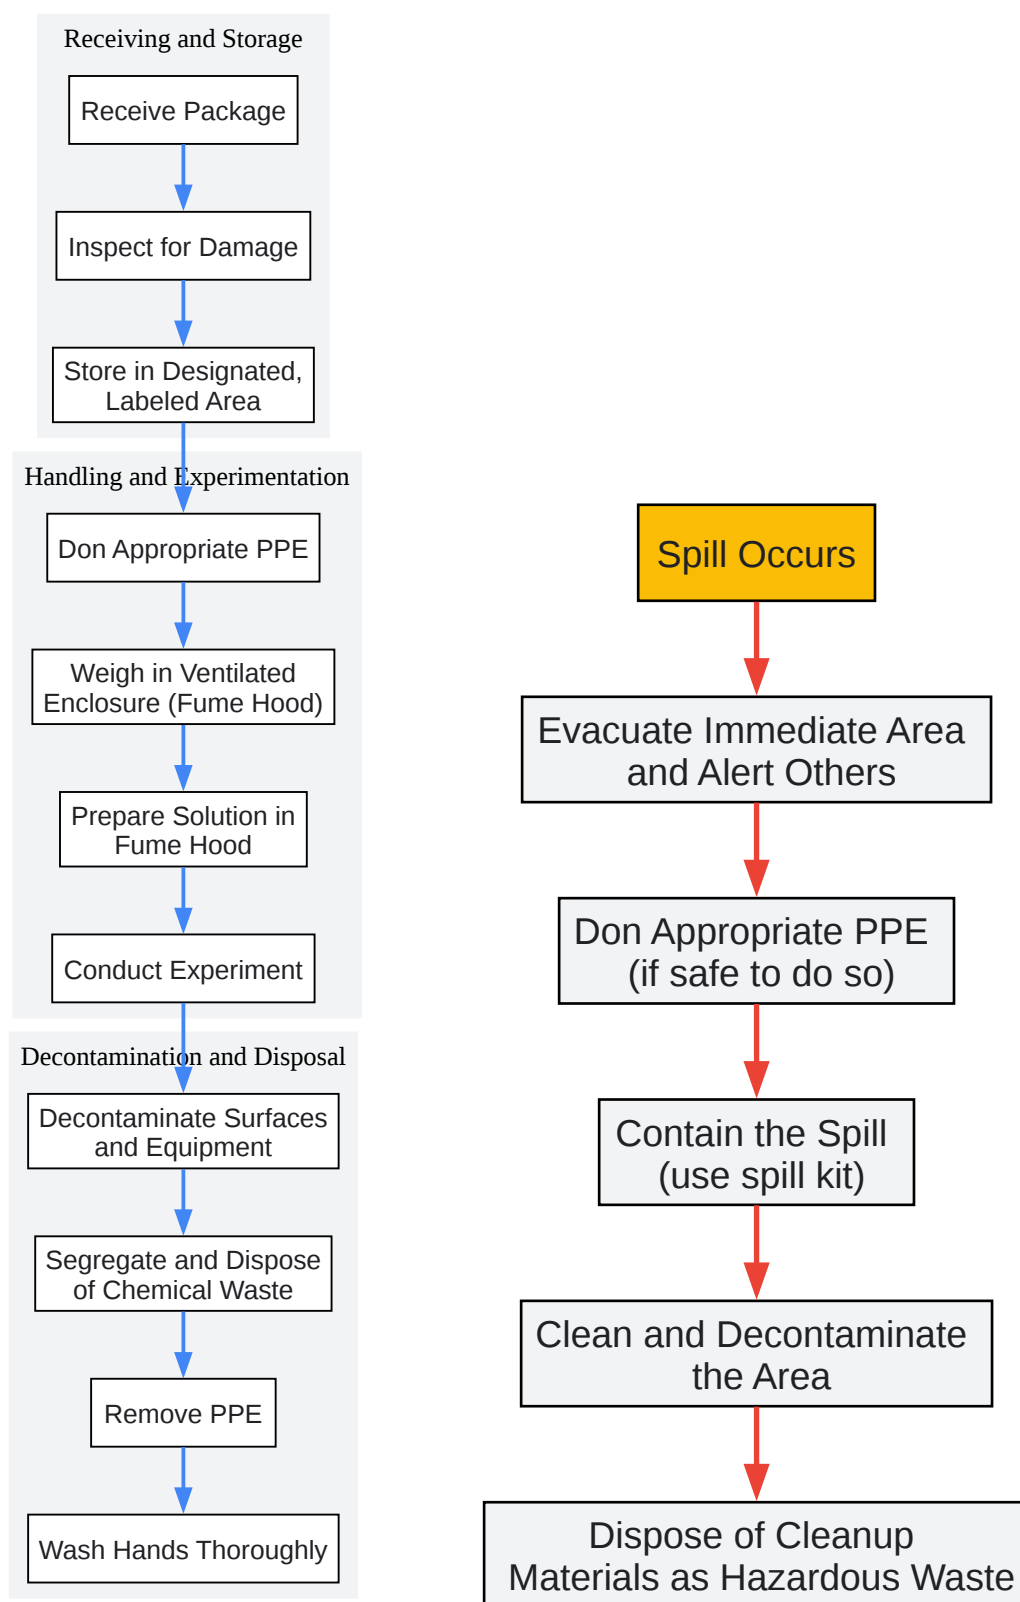 Receiving and Storage
Receive Package
Inspect for Damage
Store in Designated,
Labeled Area
Handling and Experimentation
Don Appropriate PPE
Weigh in Ventilated
Enclosure (Fume Hood)
Prepare Solution in
Fume Hood
Conduct Experiment
Decontamination and Disposal
Decontaminate Surfaces
and Equipment
Segregate and Dispose
of Chemical Waste
Remove PPE
Wash Hands Thoroughly
Spill Occurs
Evacuate Immediate Area
and Alert Others
Don Appropriate PPE
(if safe to do so)
Contain the Spill
(use spill kit)
Clean and Decontaminate
the Area
Dispose of Cleanup
Materials as Hazardous Waste